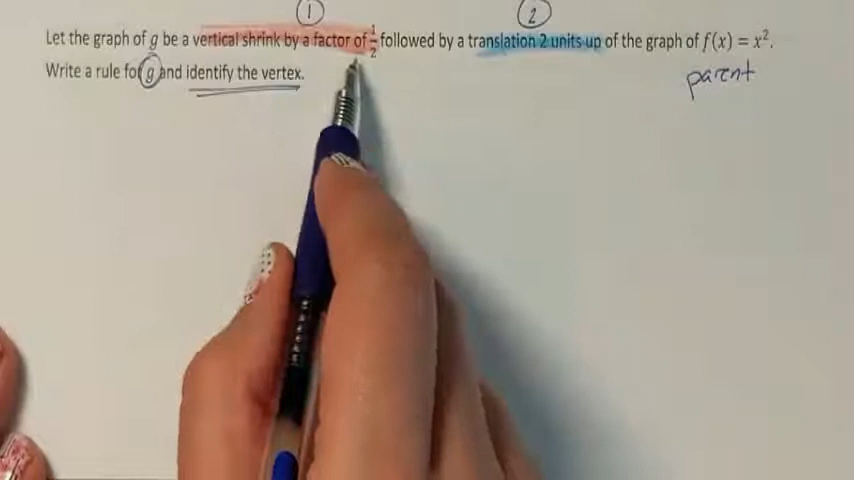 ① ②
Let the graph of g be a vertical shrink by a factor of 1/2 followed by a translation 2 units up of the graph of f(x) = x².
Write a rule for g and identify the vertex.
parent